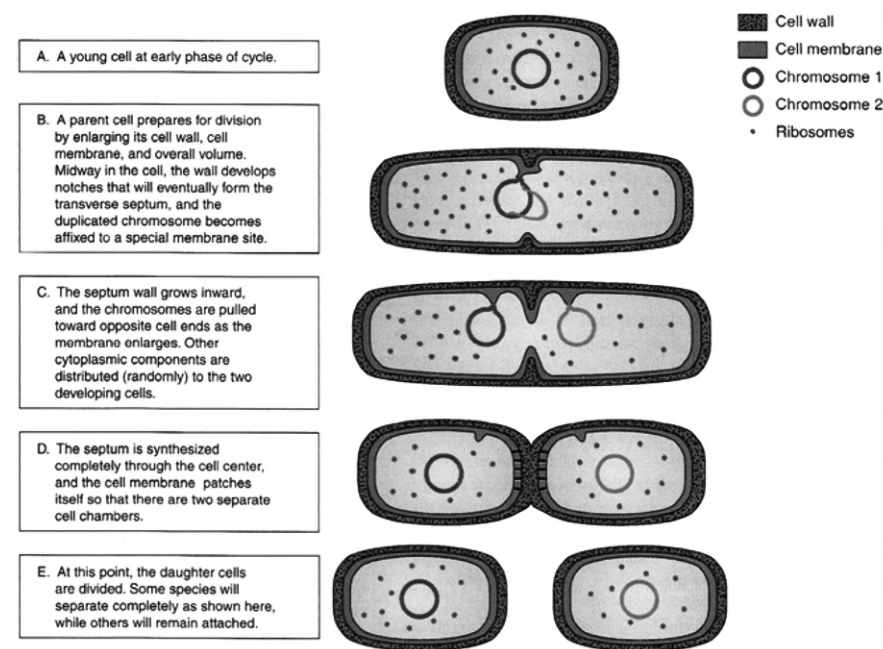 A. A young cell at early phase of cycle.
B. A parent cell prepares for division
by enlarging its cell wall, cell
membrane, and overall volume.
Midway in the cell, the wall develops
notches that will eventually form the
transverse septum, and the
duplicated chromosome becomes
affixed to a special membrane site.
C. The septum wall grows inward,
and the chromosomes are pulled
toward opposite cell ends as the
membrane enlarges. Other
cytoplasmic components are
distributed (randomly) to the two
developing cells.
D. The septum is synthesized
completely through the cell center,
and the cell membrane patches
itself so that there are two separate
cell chambers.
E. At this point, the daughter cells
are divided. Some species will
separate completely as shown here,
while others will remain attached.
Cell wall
Cell membrane
Chromosome 1
Chromosome 2
Ribosomes